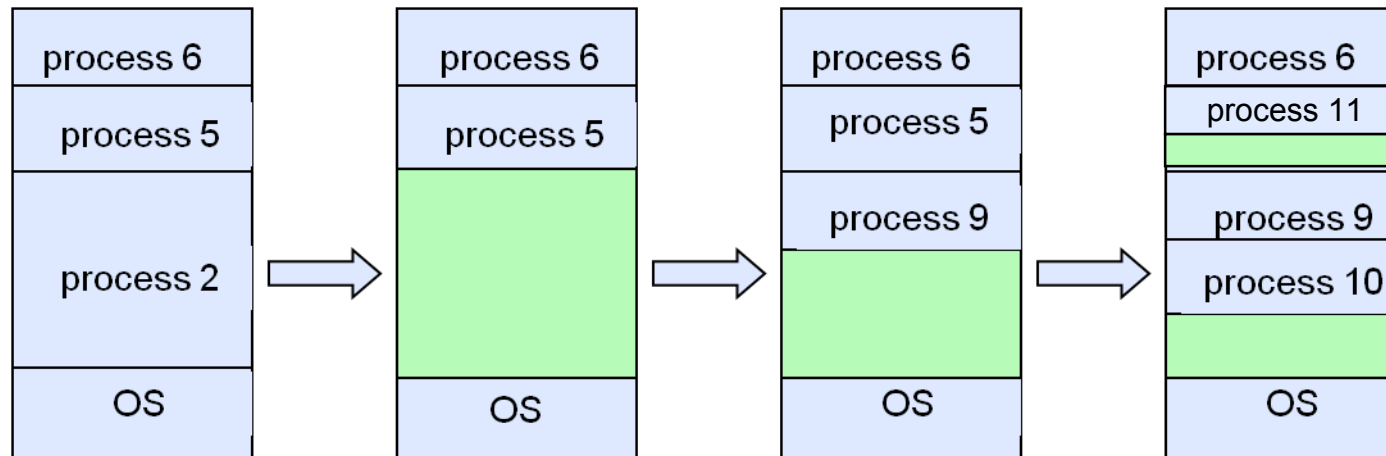 process 6
process 5
process 2
OS
process 6
process 5
OS
process 6
process 5
process 9
OS
process 6
process 11
process 9
process 10
OS